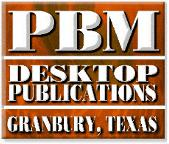 PBM
DESKTOP
PUBLICATIONS
GRANBURY, TEXAS